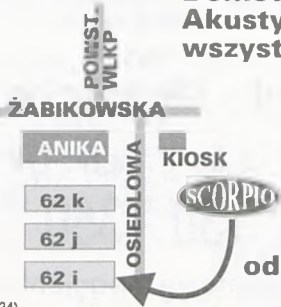 Akusty
wszyst
POWST.
WLKP
ŻABIKOWSKA
ANIKA
KIOSK
OSIEDLOWA
62 k
SCORPIO
62 j
62 i
od